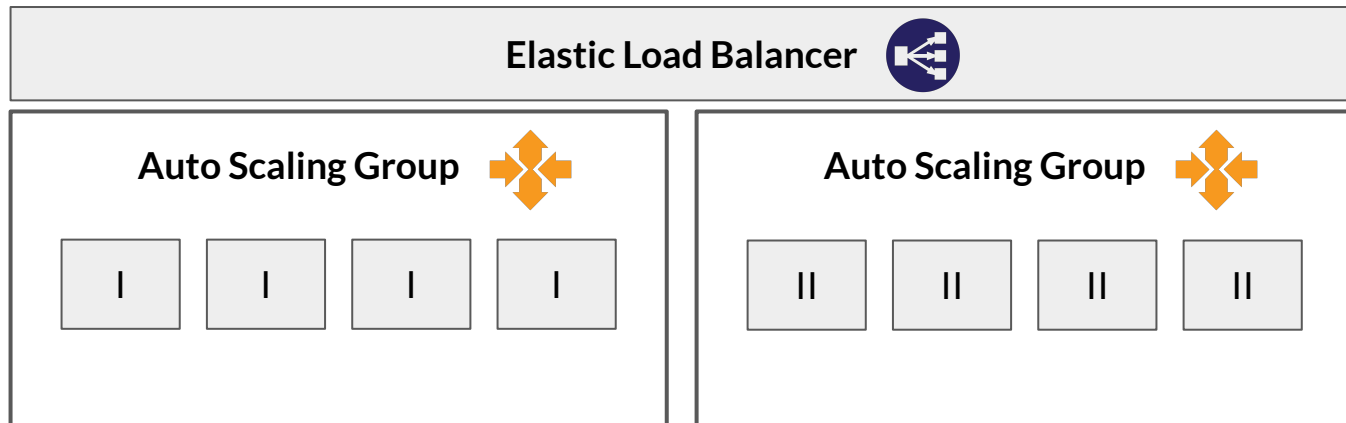 Elastic Load Balancer
Auto Scaling Group
I I I I
Auto Scaling Group
II II II II